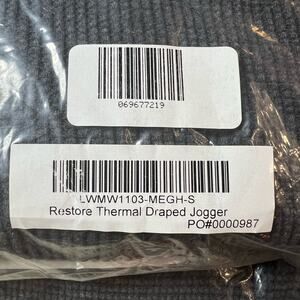 069677219
LWMW1103-MEGH-S
Restore Thermal Draped Jogger
PO#0000987